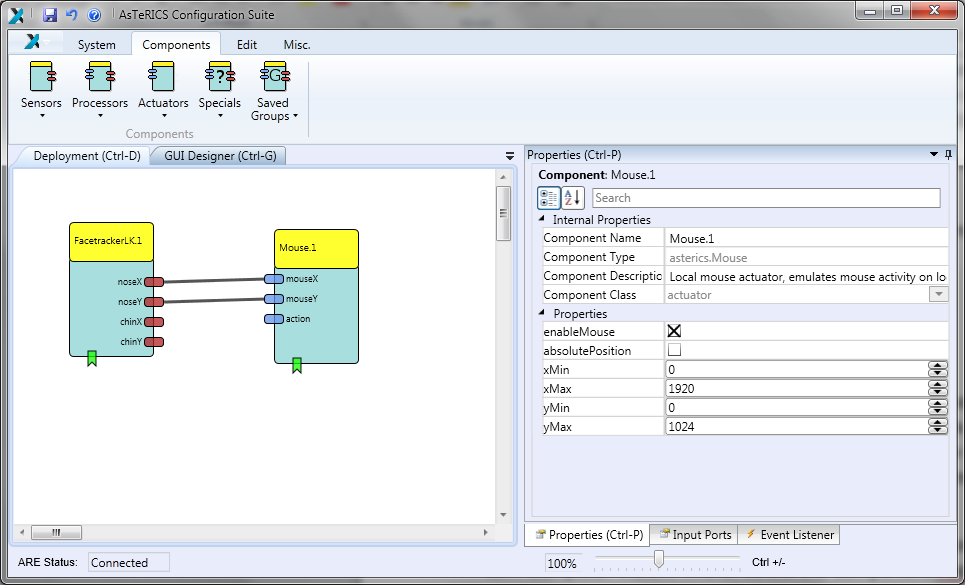 AsTeRICS Configuration Suite
System Components Edit Misc.
Sensors Processors Actuators Specials Saved Groups
Components
Deployment (Ctrl-D) GUI Designer (Ctrl-G)
FacetrackerLK.1
noseX
noseY
chinX
chinY
Mouse.1
mouseX
mouseY
action
Properties (Ctrl-P)
Component: Mouse.1
Search
Internal Properties
Component Name Mouse.1
Component Type asterics.Mouse
Component Descriptic Local mouse actuator, emulates mouse activity on lo
Component Class actuator
Properties
enableMouse
absolutePosition
xMin 0
xMax 1920
yMin 0
yMax 1024
Properties (Ctrl-P) Input Ports Event Listener
ARE Status: Connected
100% Ctrl +/-